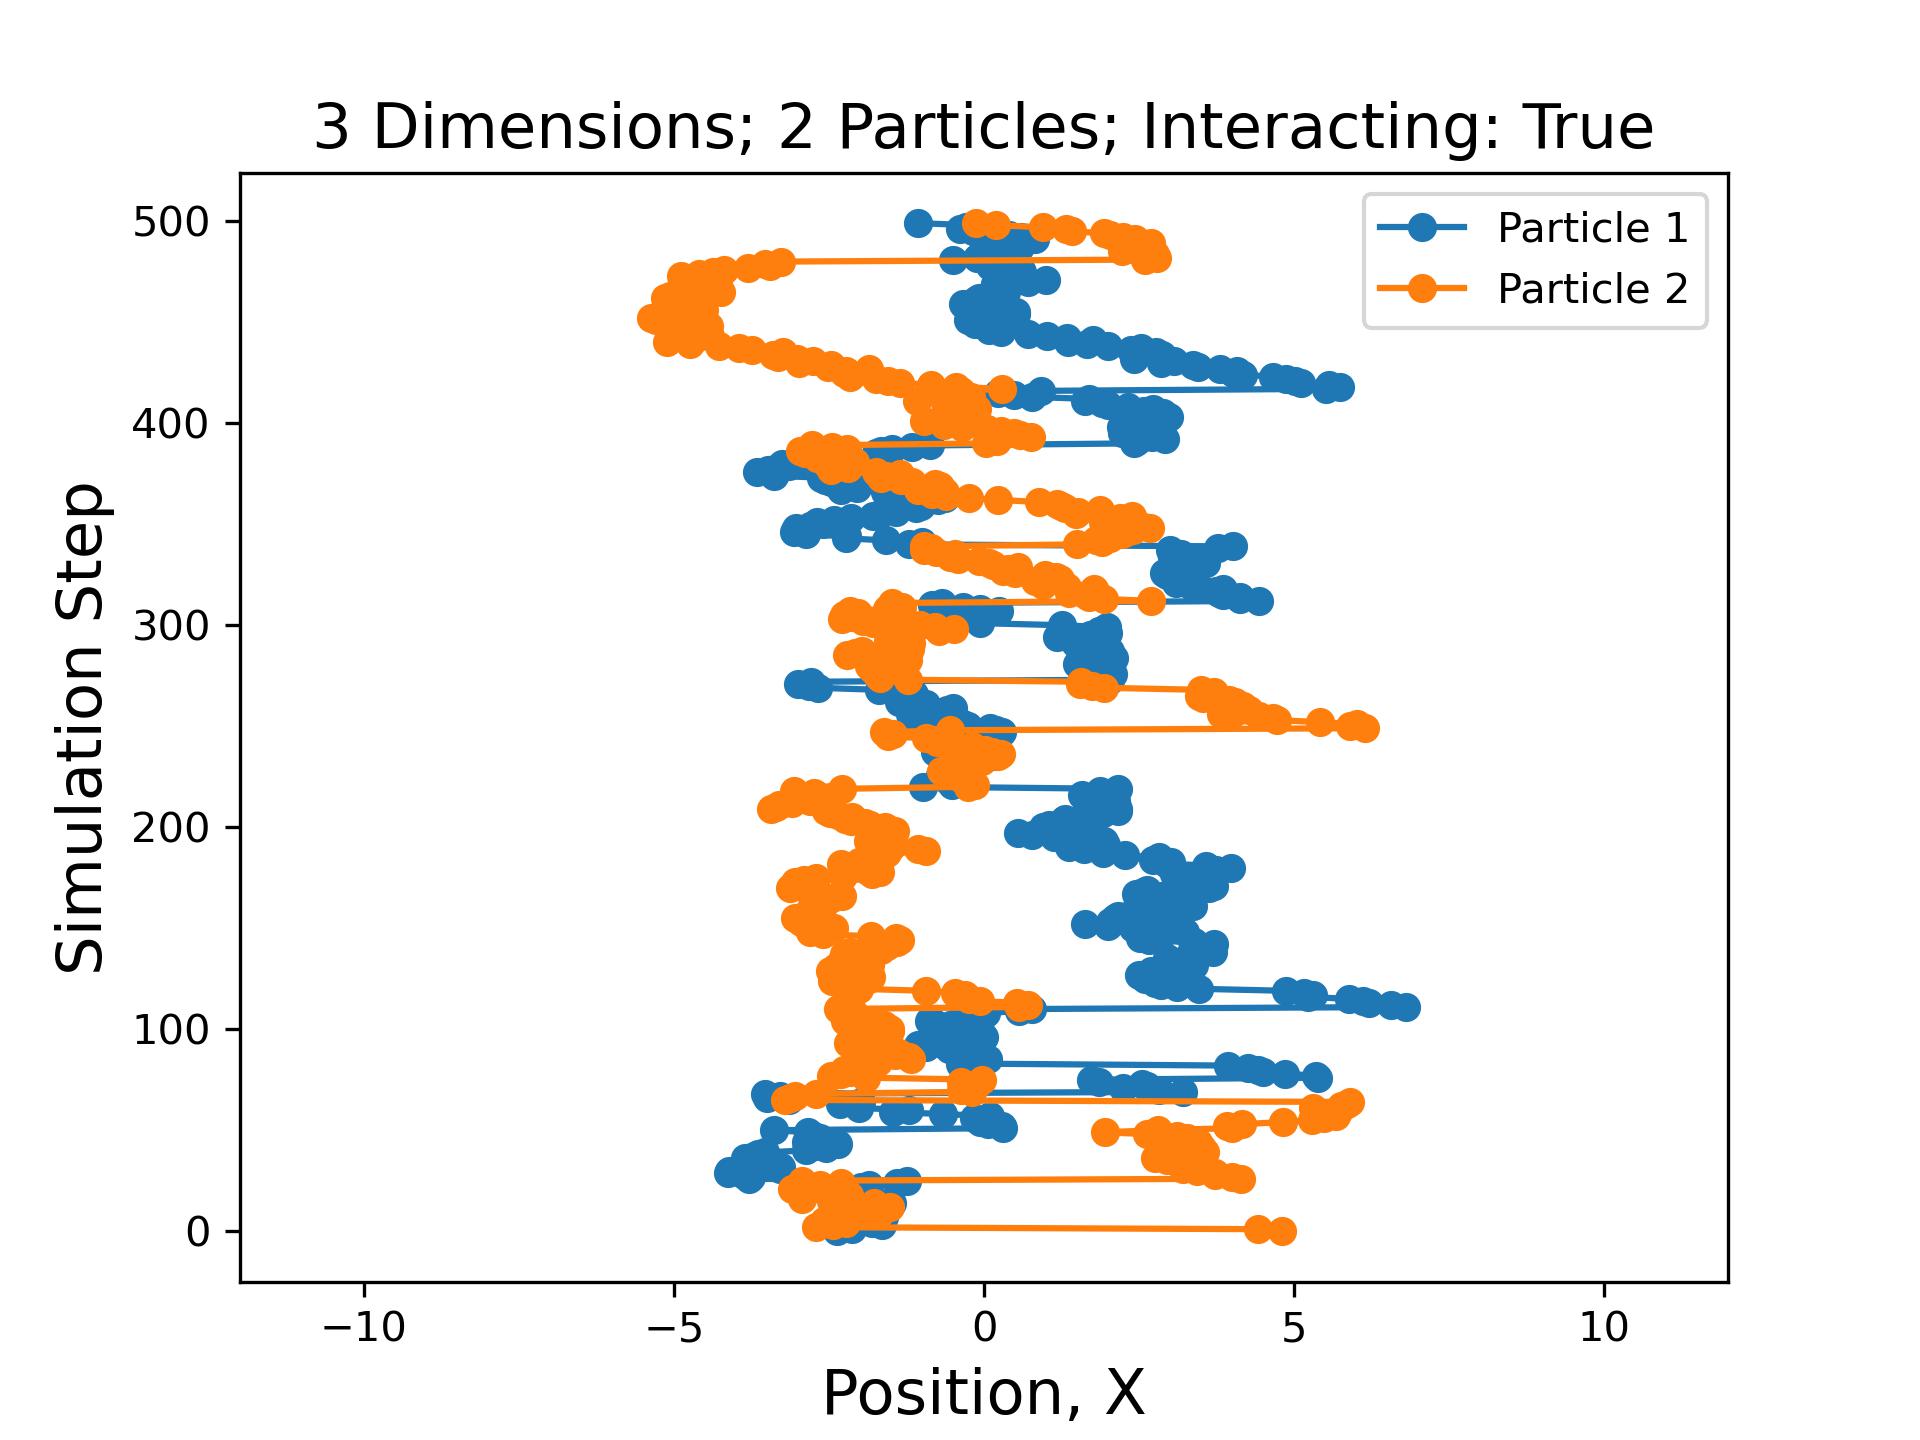 3 Dimensions; 2 Particles; Interacting: True
Particle 1
Particle 2
500
400
300
200
100
0
Simulation Step
−10
−5
0
5
10
Position, X